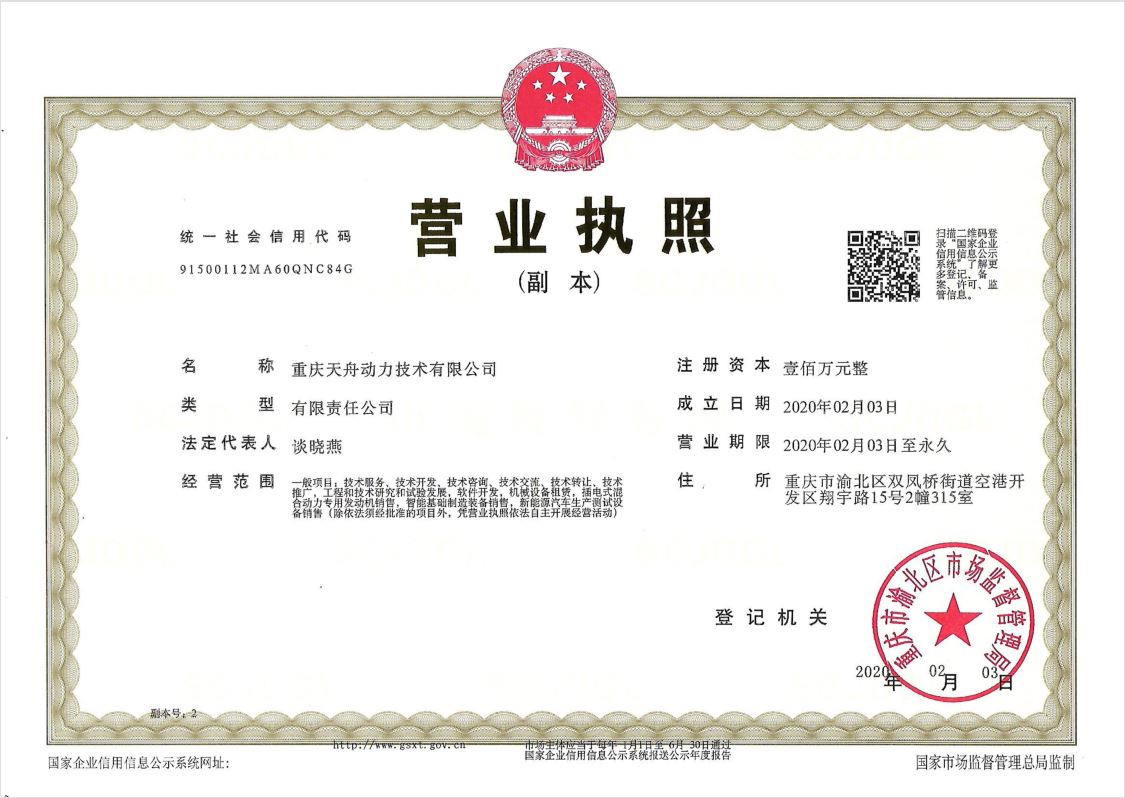 营业执照
(副 本)
统一社会信用代码
91500112MA60QNC84G
扫描二维码登
录“国家企业
信用信息公示
系统”了解更
多登记、备
案、许可、监
管信息。
名 称 重庆天舟动力技术有限公司
类 型 有限责任公司
法定代表人 谈晓燕
经营范围 一般项目：技术服务、技术开发、技术咨询、技术交流、技术转让、技术
推广，工程和技术研究和试验发展，软件开发，机械设备租赁，插电式混
合动力专用发动机销售，智能基础制造装备销售，新能源汽车生产测试设
备销售（除依法须经批准的项目外，凭营业执照依法自主开展经营活动）
注册资本 壹佰万元整
成立日期 2020年02月03日
营业期限 2020年02月03日至永久
住 所 重庆市渝北区双凤桥街道空港开
发区翔宇路15号2幢315室
登记机关
重庆市渝北区市场监督管理局
2020年 02月 03日
副本号：2
http://www.gsxt.gov.cn
市场主体应当于每年 1月1日至 6月 30日通过
国家企业信用信息公示系统报送公示年度报告
国家企业信用信息公示系统网址:
国家市场监督管理总局监制